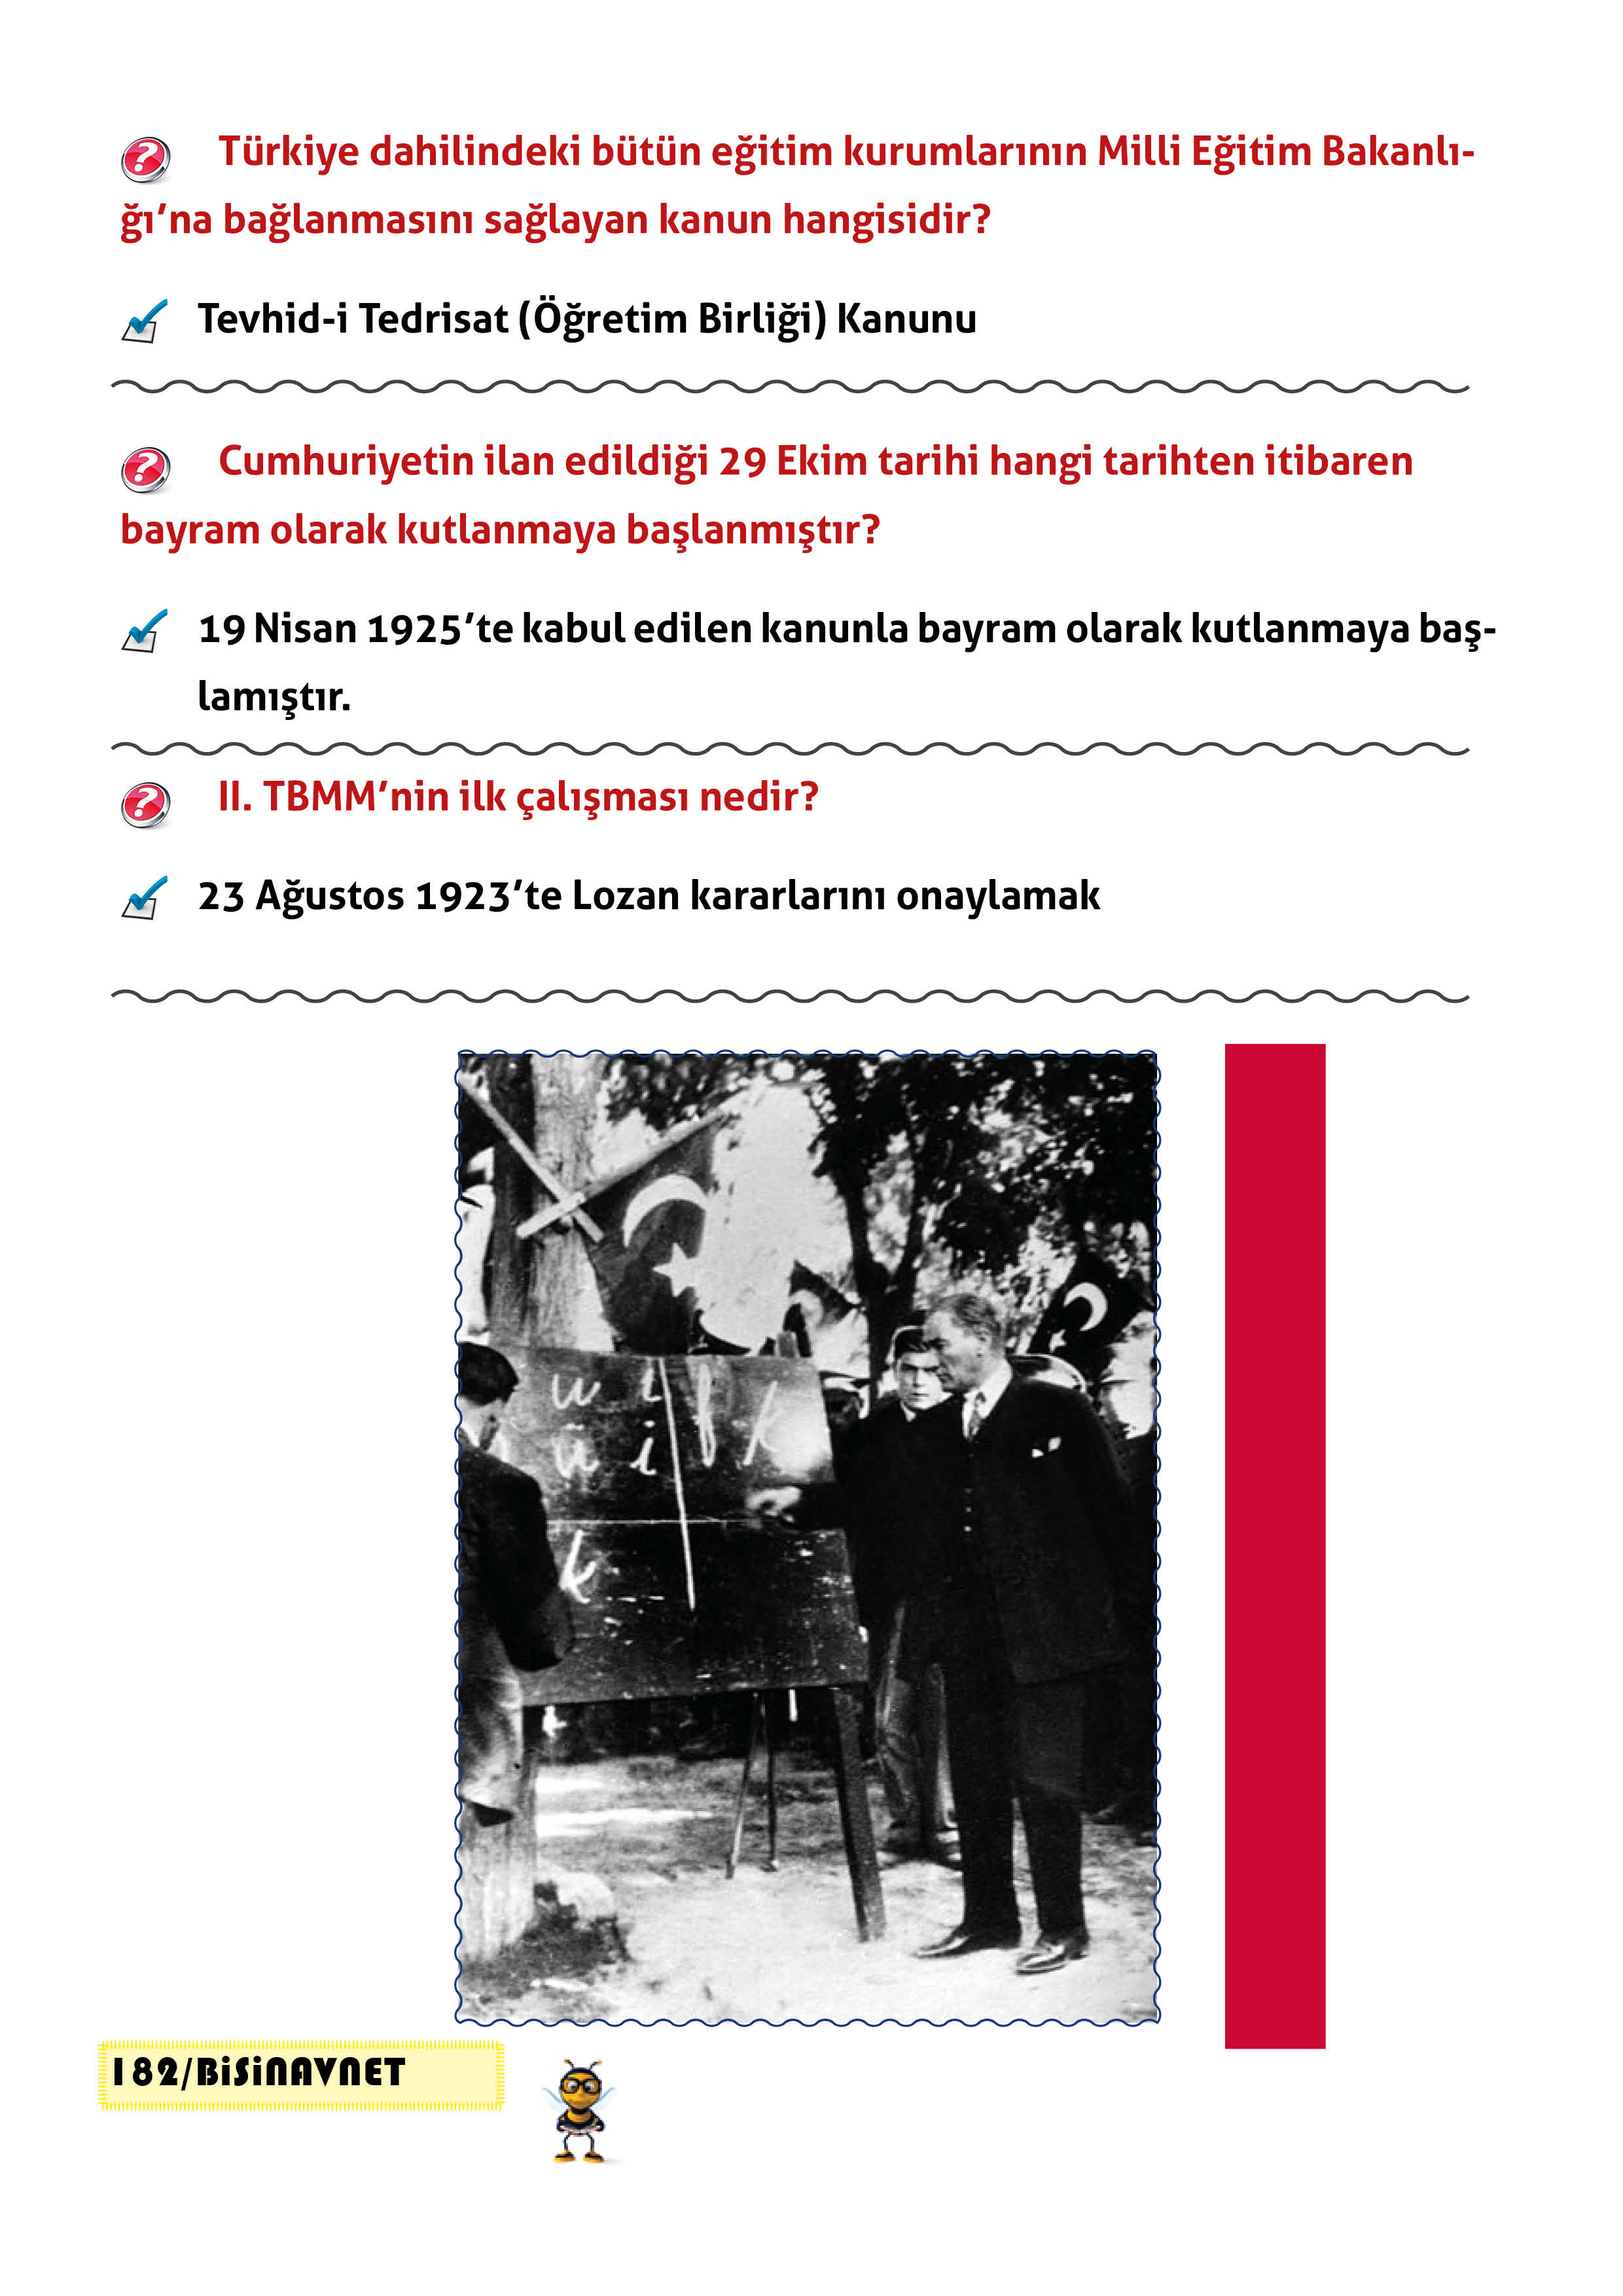 Türkiye dahilindeki bütün eğitim kurumlarının Milli Eğitim Bakanlı-
ğı’na bağlanmasını sağlayan kanun hangisidir?
Tevhid-i Tedrisat (Öğretim Birliği) Kanunu
Cumhuriyetin ilan edildiği 29 Ekim tarihi hangi tarihten itibaren
bayram olarak kutlanmaya başlanmıştır?
19 Nisan 1925’te kabul edilen kanunla bayram olarak kutlanmaya baş-
lamıştır.
II. TBMM’nin ilk çalışması nedir?
23 Ağustos 1923’te Lozan kararlarını onaylamak
ü i
k
182/BiSiNAVNET